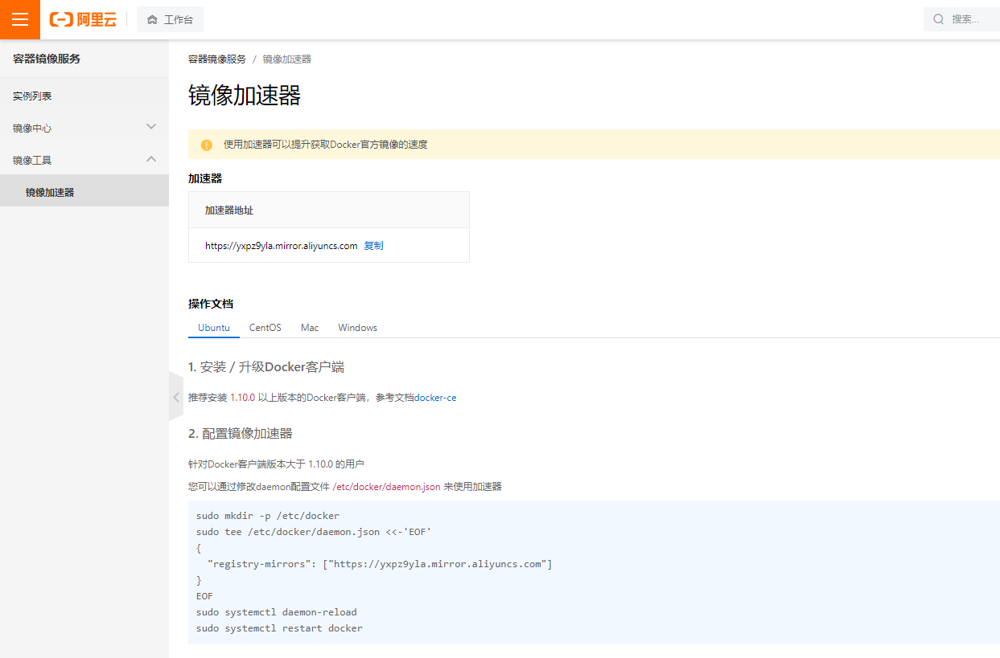 阿里云
工作台
搜索...
容器镜像服务
实例列表
镜像中心
镜像工具
镜像加速器
容器镜像服务 / 镜像加速器
镜像加速器
使用加速器可以提升获取Docker官方镜像的速度
加速器
加速器地址
https://yxpz9yla.mirror.aliyuncs.com 复制
操作文档
Ubuntu CentOS Mac Windows
1. 安装 / 升级Docker客户端
推荐安装 1.10.0 以上版本的Docker客户端，参考文档docker-ce
2. 配置镜像加速器
针对Docker客户端版本大于 1.10.0 的用户
您可以通过修改daemon配置文件 /etc/docker/daemon.json 来使用加速器
sudo mkdir -p /etc/docker
sudo tee /etc/docker/daemon.json <<-'EOF'
{
  "registry-mirrors": ["https://yxpz9yla.mirror.aliyuncs.com"]
}
EOF
sudo systemctl daemon-reload
sudo systemctl restart docker